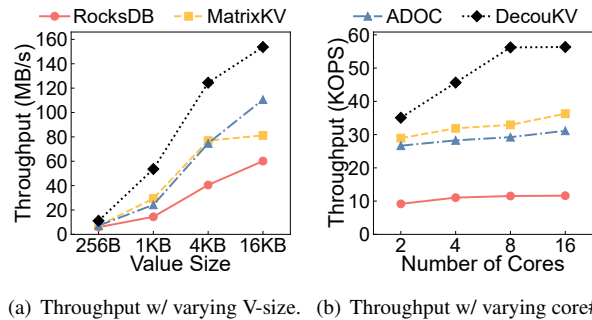 RocksDB MatrixKV ADOC DecouKV
Throughput (MB/s)
160
140
120
100
80
60
40
20
0
256B 1KB 4KB 16KB
Value Size
Throughput (KOPS)
60
50
40
30
20
10
0
2 4 8 16
Number of Cores
(a) Throughput w/ varying V-size. (b) Throughput w/ varying core#